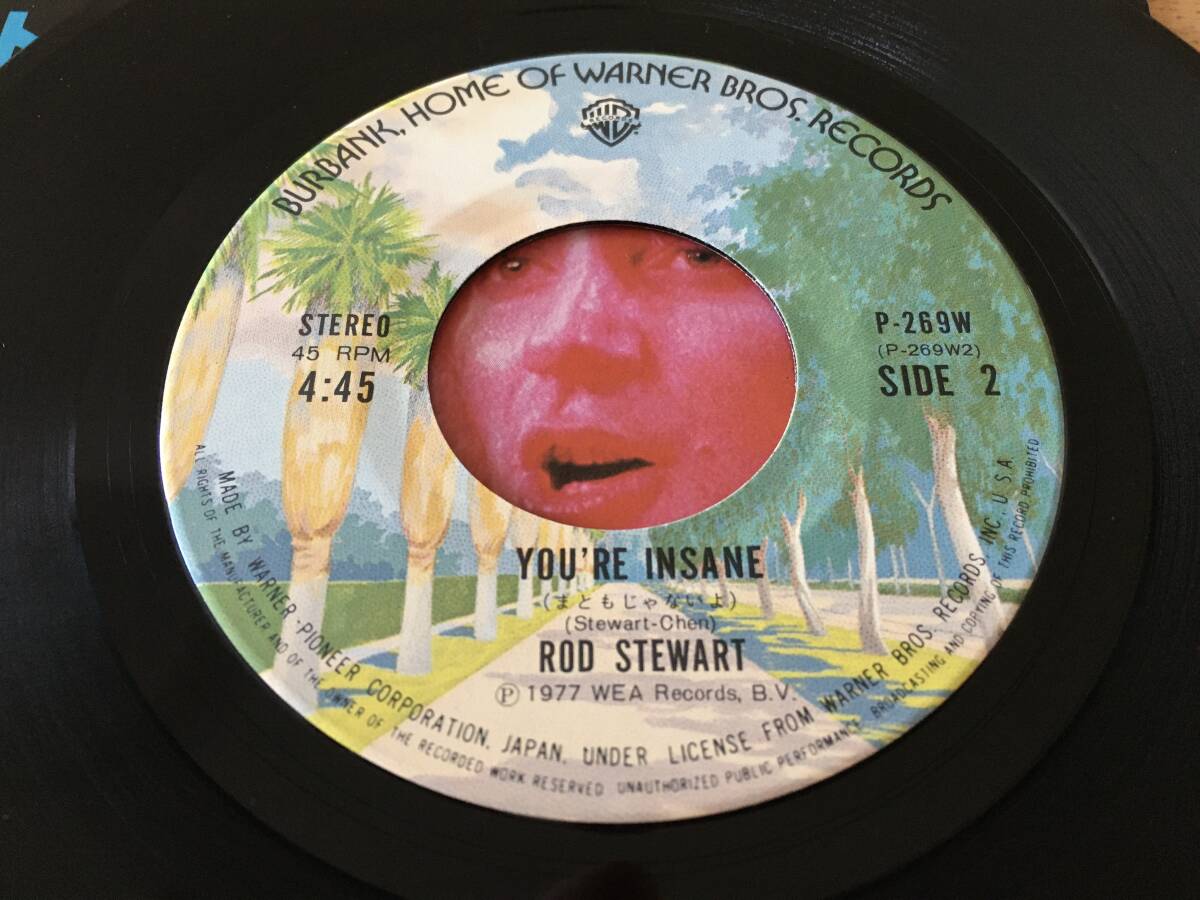 BURBANK, HOME OF WARNER BROS. RECORDS
RECORDS
STEREO
45 RPM
4:45
P-269W
(P-269W2)
SIDE 2
YOU'RE INSANE
(まともじゃないよ)
(Stewart-Chen)
ROD STEWART
Ⓟ 1977 WEA Records, B.V.
MADE BY WARNER-PIONEER CORPORATION, JAPAN, UNDER LICENSE FROM WARNER BROS. RECORDS, INC., U.S.A.
ALL RIGHTS OF THE MANUFACTURER AND OF THE OWNER OF THE RECORDED WORK RESERVED UNAUTHORIZED PUBLIC PERFORMANCE, BROADCASTING AND COPYING OF THIS RECORD PROHIBITED